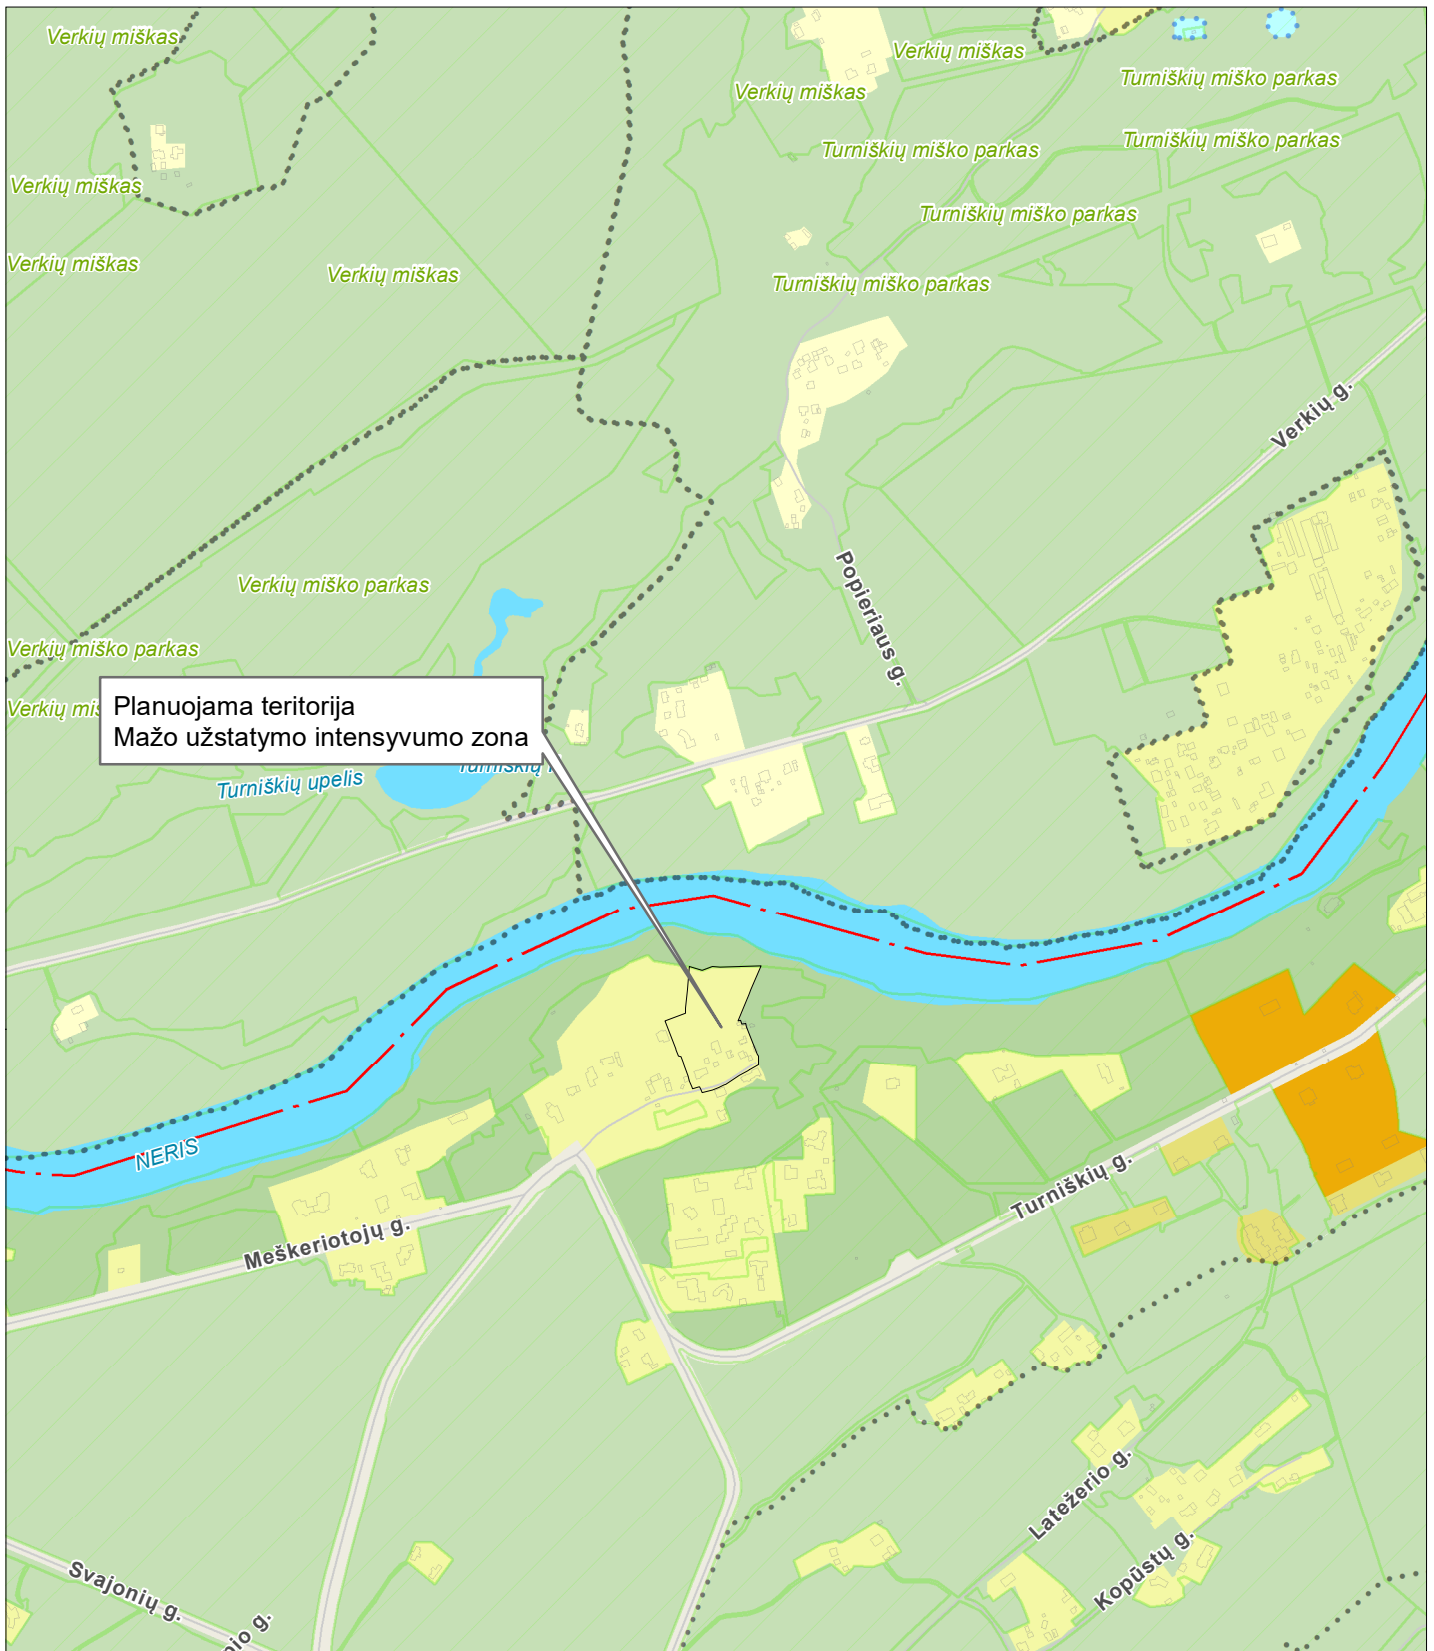 Verkių miškas
Verkių miškas
Turniškių miško parkas
Verkių miškas
Turniškių miško parkas
Turniškių miško parkas
Verkių miškas
Turniškių miško parkas
Verkių miškas
Verkių miškas
Turniškių miško parkas
Verkių g.
Popieriaus g.
Verkių miško parkas
Verkių miško parkas
Planuojama teritorija
Mažo užstatymo intensyvumo zona
Turniškių upelis
NERIS
Turniškių g.
Meškeriotojų g.
Latežerio g.
Kopūstų g.
Svajonių g.